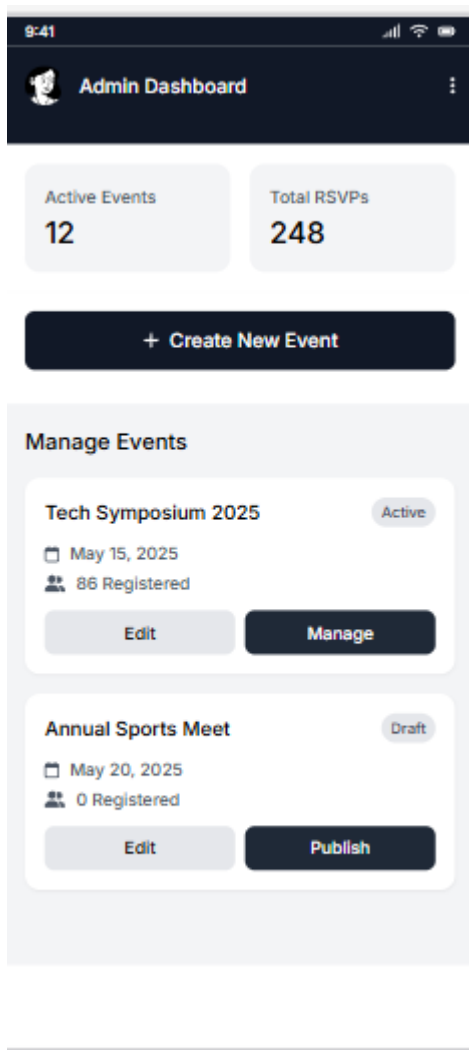 9:41
Admin Dashboard
Active Events
12
Total RSVPs
248
+ Create New Event
Manage Events
Tech Symposium 2025
Active
May 15, 2025
86 Registered
Edit
Manage
Annual Sports Meet
Draft
May 20, 2025
0 Registered
Edit
Publish